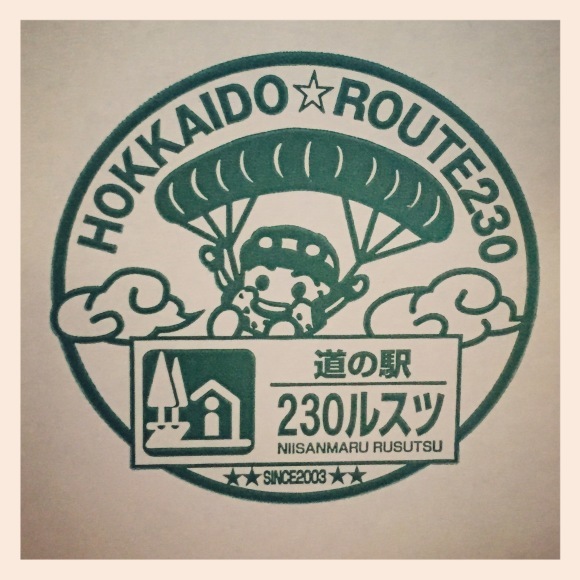 HOKKAIDO☆ROUTE230
道の駅
230ルスツ
NIISANMARU RUSUTSU
★★SINCE2003★★